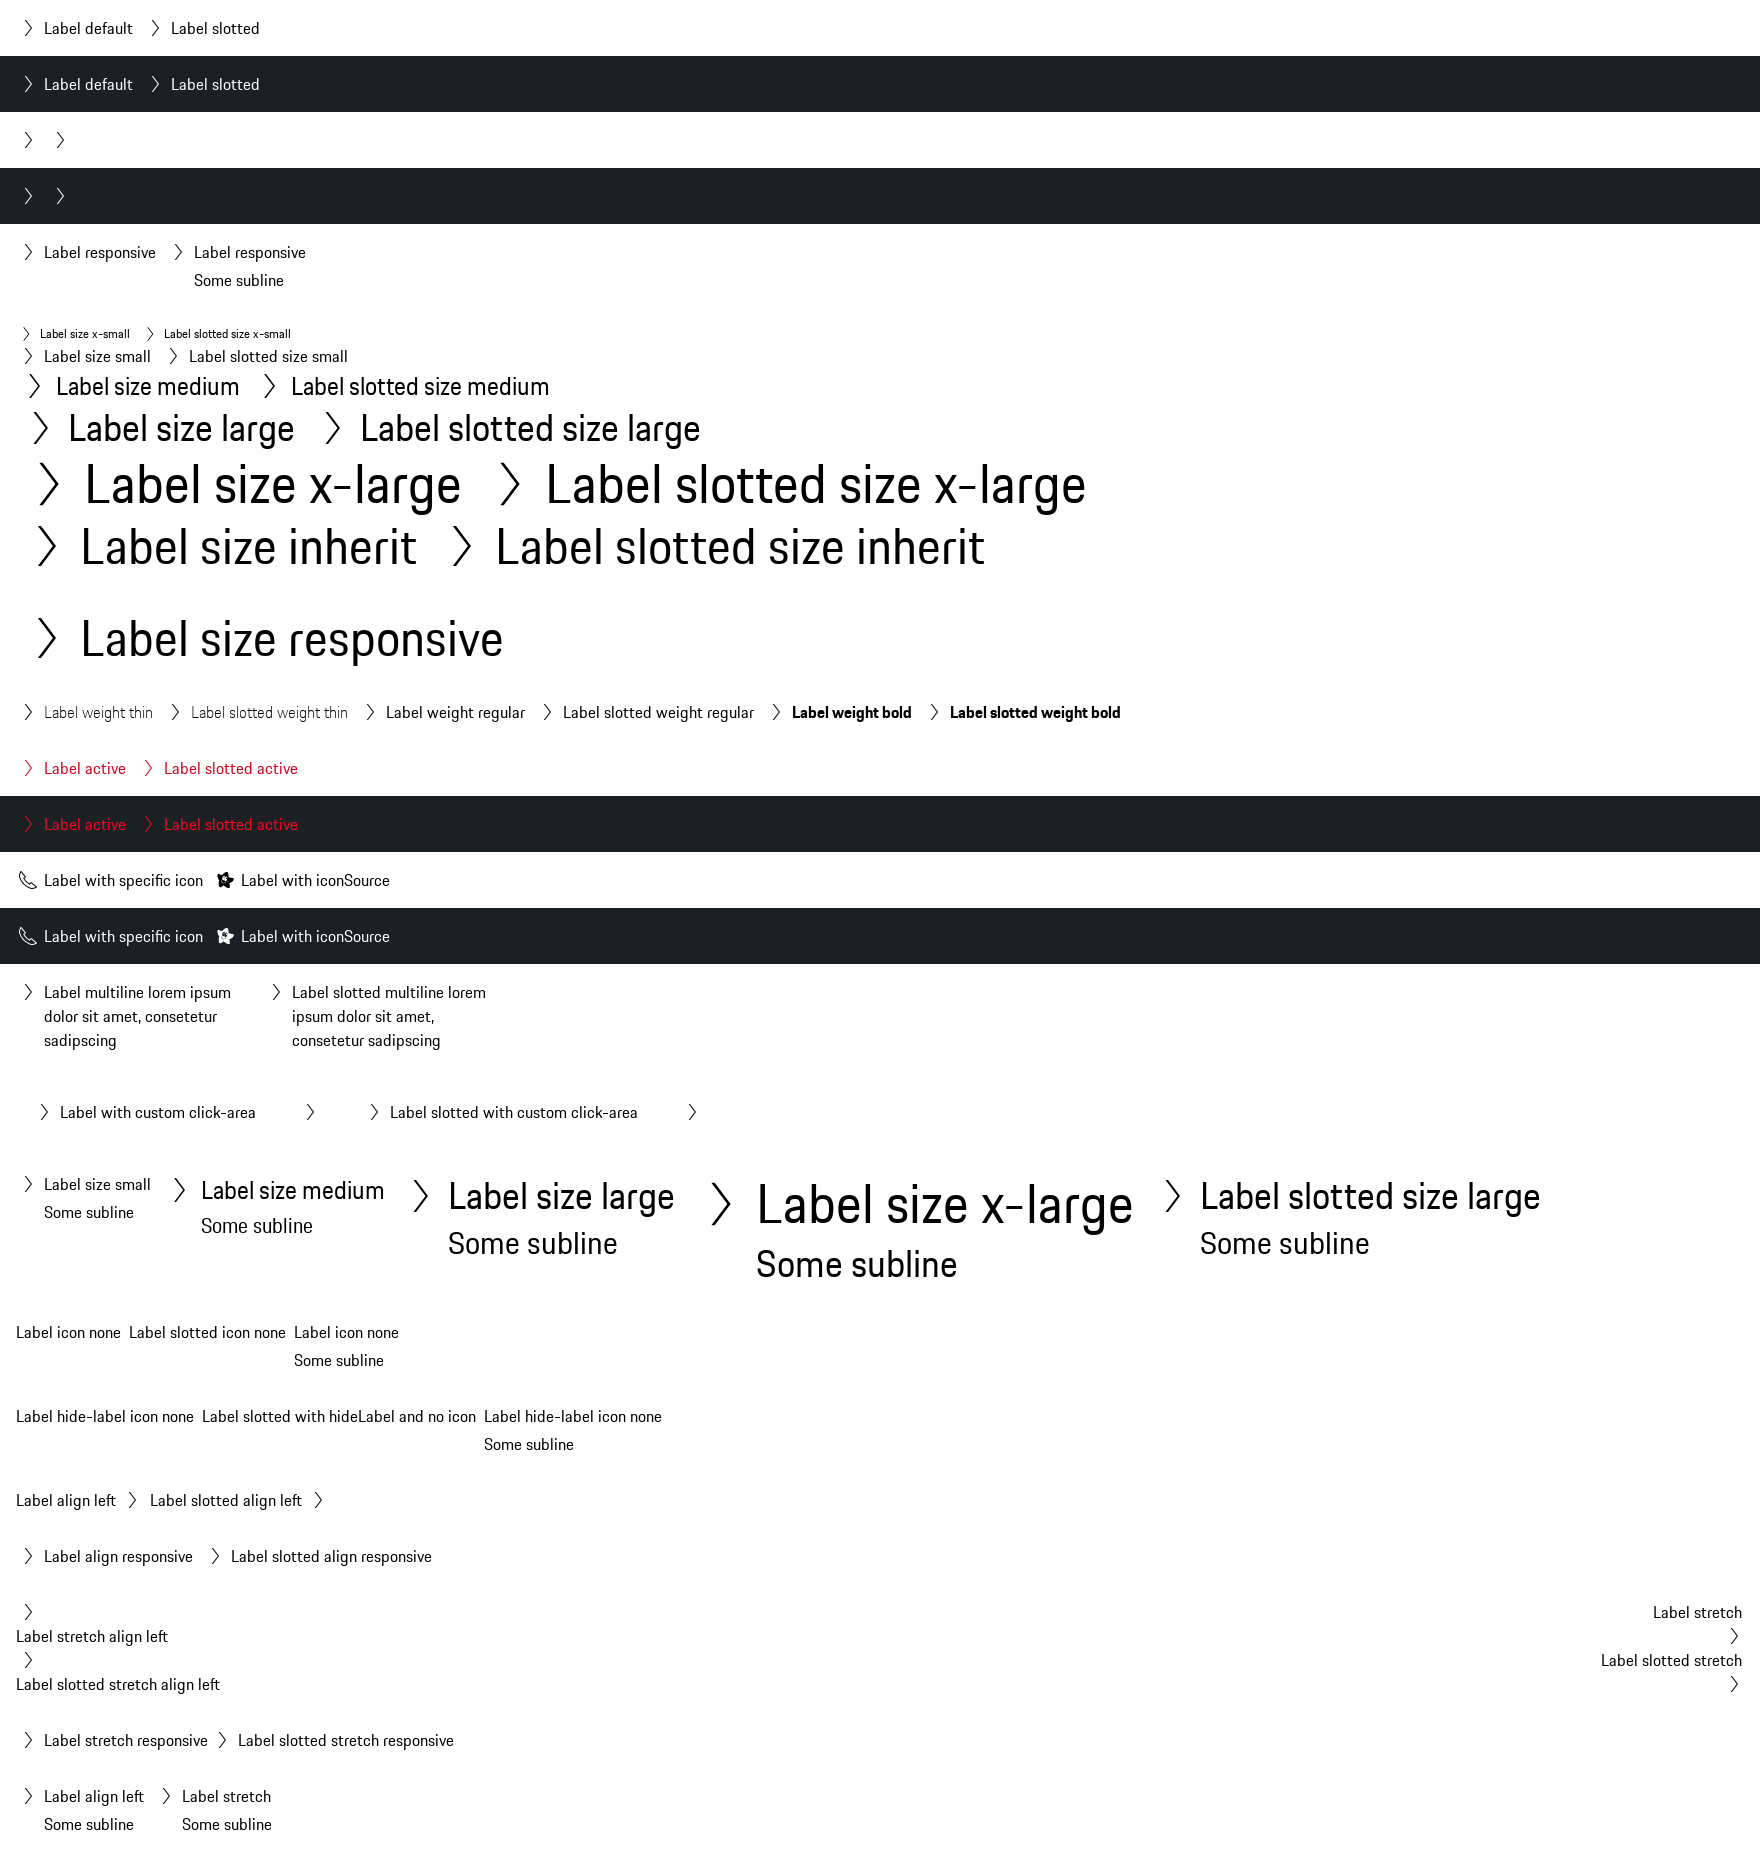 Label default Label slotted
Label default Label slotted
Label responsive Label responsive
Some subline
Label size x-small Label slotted size x-small
Label size small Label slotted size small
Label size medium Label slotted size medium
Label size large Label slotted size large
Label size x-large Label slotted size x-large
Label size inherit Label slotted size inherit
Label size responsive
Label weight thin Label slotted weight thin Label weight regular Label slotted weight regular Label weight bold Label slotted weight bold
Label active Label slotted active
Label active Label slotted active
Label with specific icon Label with iconSource
Label with specific icon Label with iconSource
Label multiline lorem ipsum
dolor sit amet, consetetur
sadipscing
Label slotted multiline lorem
ipsum dolor sit amet,
consetetur sadipscing
Label with custom click-area Label slotted with custom click-area
Label size small
Some subline
Label size medium
Some subline
Label size large
Some subline
Label size x-large
Some subline
Label slotted size large
Some subline
Label icon none Label slotted icon none Label icon none
Some subline
Label hide-label icon none Label slotted with hideLabel and no icon Label hide-label icon none
Some subline
Label align left Label slotted align left
Label align responsive Label slotted align responsive
Label stretch
Label stretch align left
Label slotted stretch
Label slotted stretch align left
Label stretch responsive Label slotted stretch responsive
Label align left Label stretch
Some subline Some subline